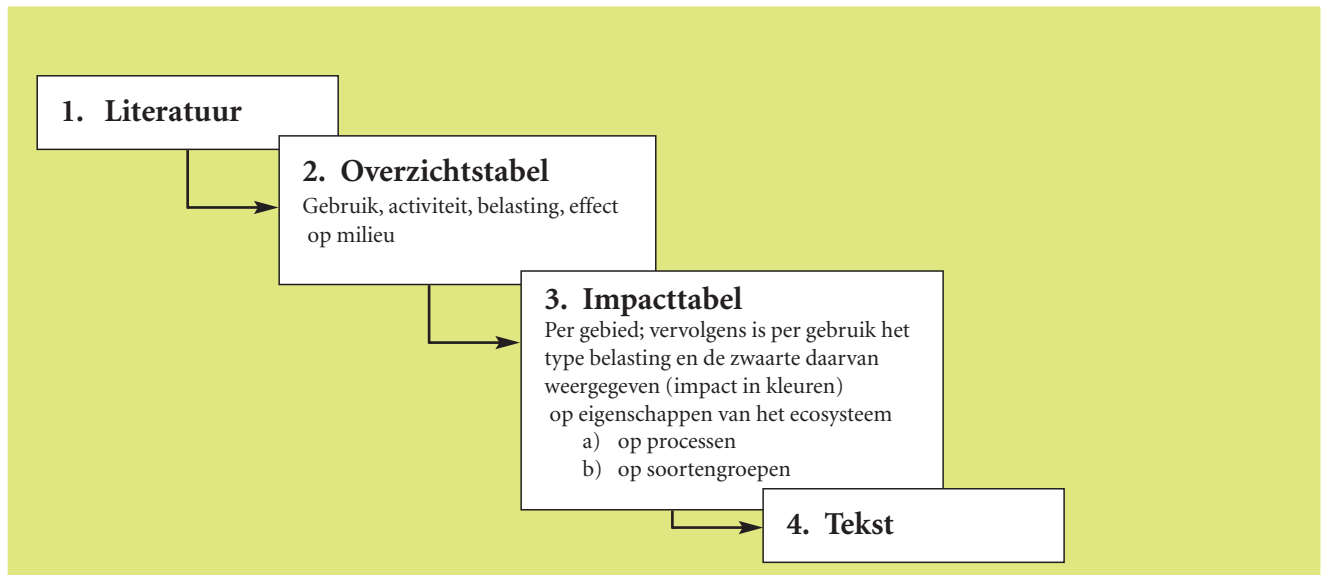 1. Literatuur
2. Overzichtstabel
Gebruik, activiteit, belasting, effect
op milieu
3. Impacttabel
Per gebied; vervolgens is per gebruik het
type belasting en de zwaarte daarvan
weergegeven (impact in kleuren)
op eigenschappen van het ecosysteem
a) op processen
b) op soortengroepen
4. Tekst